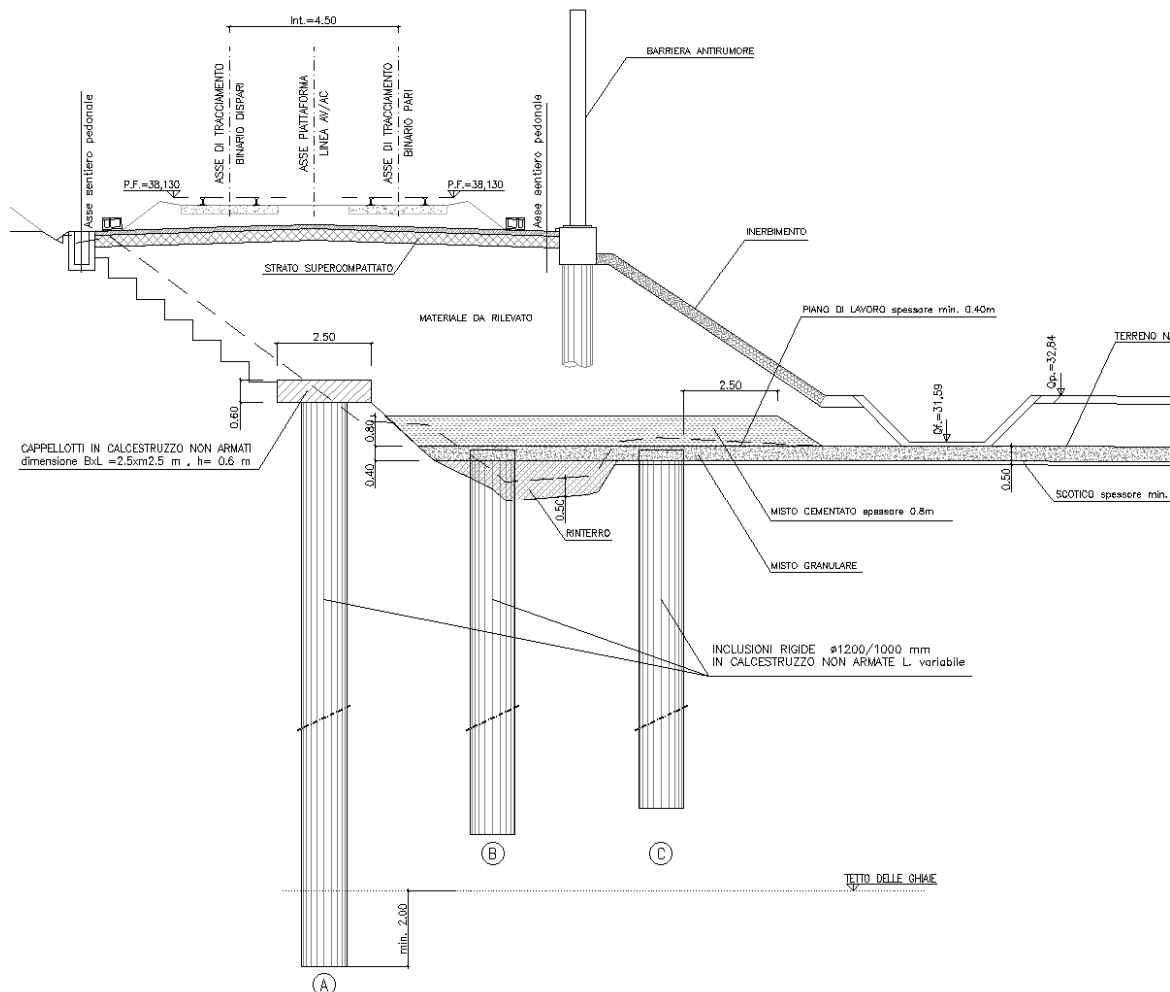 Int.=4.50
BARRIERA ANTIRUMORE
Asse sentiero pedonale
ASSE DI TRACCIAMENTO
BINARIO DISPARI
ASSE PIATTAFORMA
LINEA AV/AC
ASSE DI TRACCIAMENTO
BINARIO PARI
Asse sentiero pedonale
P.F.=38,130
P.F.=38,130
INERBIMENTO
STRATO SUPERCOMPATTATO
MATERIALE DA RILEVATO
PIANO DI LAVORO spessore min. 0.40m
2.50
TERRENO N
Qp.=32,84
2.50
0.60
Qf.=31,59
0.80
CAPPELLOTTI IN CALCESTRUZZO NON ARMATI
dimensione BxL =2.5xm2.5 m , h= 0.6 m
0.40
0.50
0.50
SCOTICO spessore min.
MISTO CEMENTATO spessore 0.8m
RINTERRO
MISTO GRANULARE
INCLUSIONI RIGIDE ø1200/1000 mm
IN CALCESTRUZZO NON ARMATE L. variabile
B
C
TETTO DELLE GHIAIE
min. 2.00
A